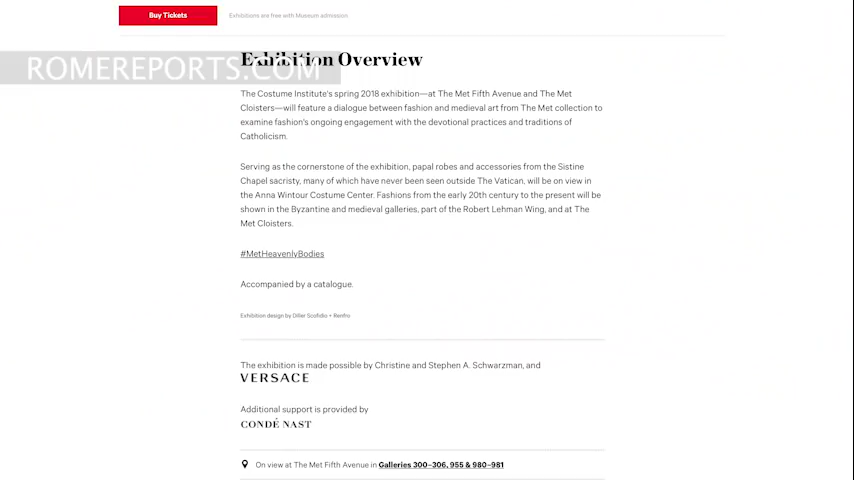 Buy Tickets
Exhibitions are free with Museum admission.
Exhibition Overview
ROMEREPORTS.COM
The Costume Institute's spring 2018 exhibition—at The Met Fifth Avenue and The Met
Cloisters—will feature a dialogue between fashion and medieval art from The Met collection to
examine fashion's ongoing engagement with the devotional practices and traditions of
Catholicism.
Serving as the cornerstone of the exhibition, papal robes and accessories from the Sistine
Chapel sacristy, many of which have never been seen outside The Vatican, will be on view in
the Anna Wintour Costume Center. Fashions from the early 20th century to the present will be
shown in the Byzantine and medieval galleries, part of the Robert Lehman Wing, and at The
Met Cloisters.
#MetHeavenlyBodies
Accompanied by a catalogue.
Exhibition design by Diller Scofidio + Renfro
The exhibition is made possible by Christine and Stephen A. Schwarzman, and
VERSACE
Additional support is provided by
CONDÉ NAST
On view at The Met Fifth Avenue in Galleries 300–306, 955 & 980–981